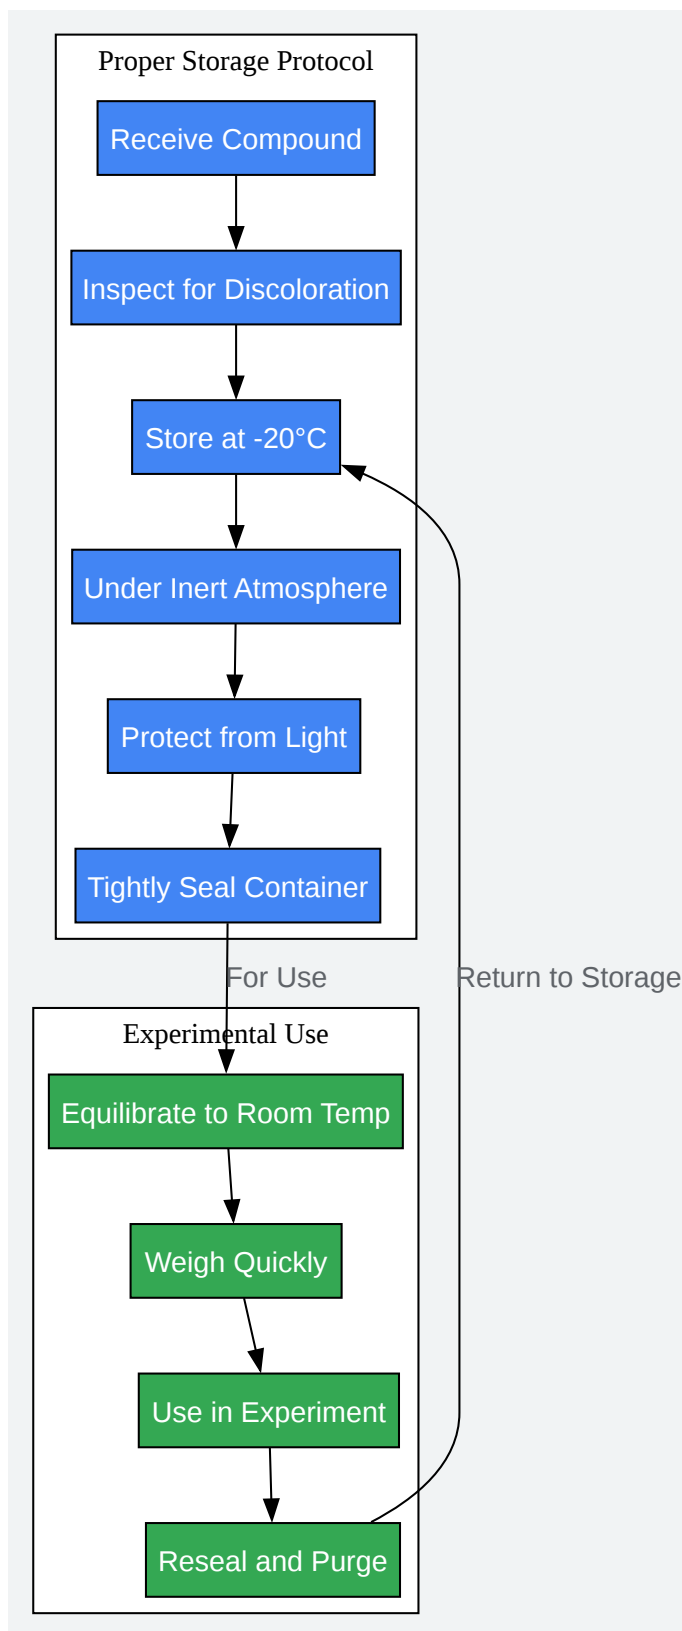 Proper Storage Protocol
Receive Compound
Inspect for Discoloration
Store at -20°C
Under Inert Atmosphere
Protect from Light
Tightly Seal Container
For Use
Return to Storage
Experimental Use
Equilibrate to Room Temp
Weigh Quickly
Use in Experiment
Reseal and Purge